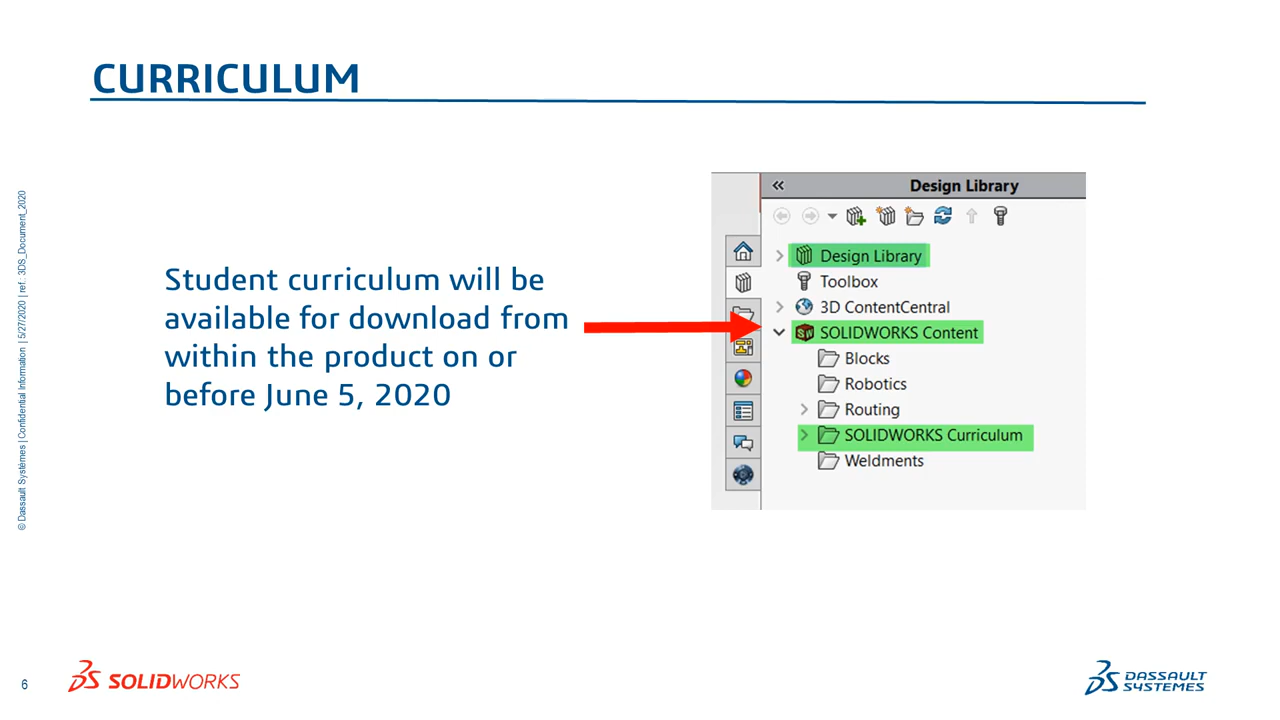 CURRICULUM
© Dassault Systèmes | Confidential Information | 5/27/2020 | ref.: 3DS_Document_2020
Student curriculum will be
available for download from
within the product on or
before June 5, 2020
Design Library
Design Library
Toolbox
3D ContentCentral
SOLIDWORKS Content
Blocks
Robotics
Routing
SOLIDWORKS Curriculum
Weldments
6
SOLIDWORKS
DASSAULT
SYSTEMES